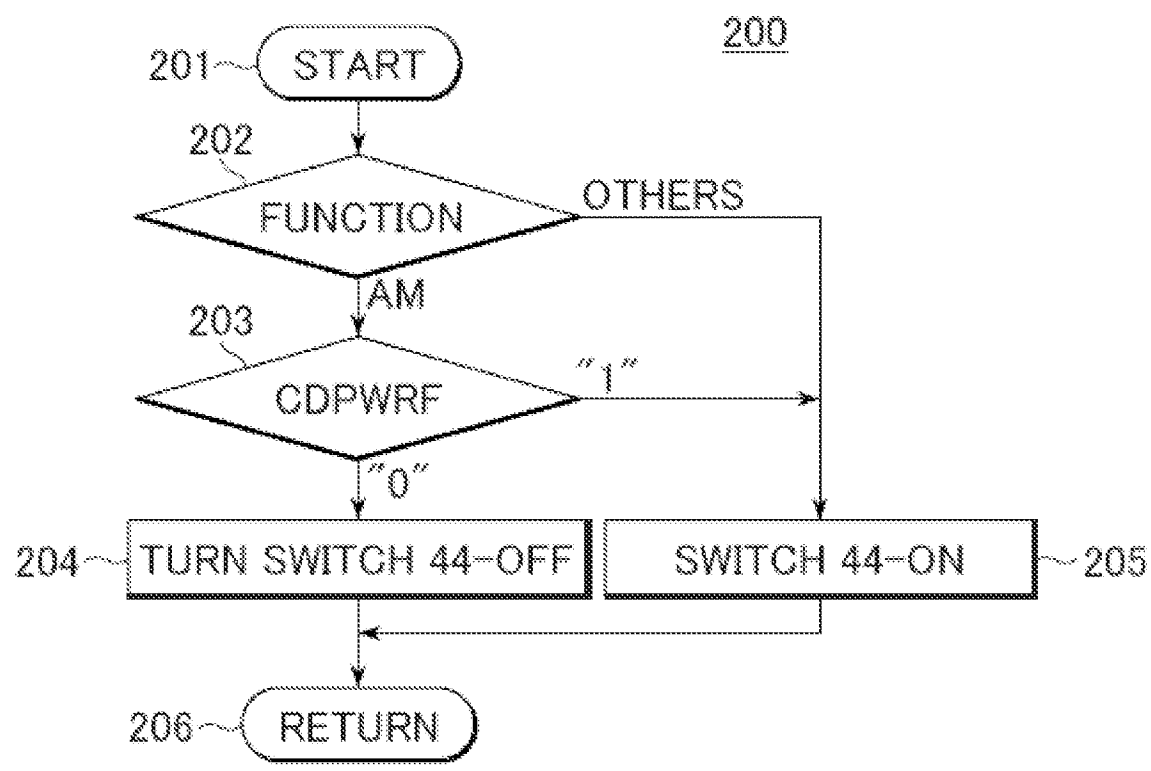 200
201
START
202
FUNCTION
OTHERS
AM
203
CDPWRF
"1"
"0"
204
TURN SWITCH 44-OFF
SWITCH 44-ON
205
206
RETURN